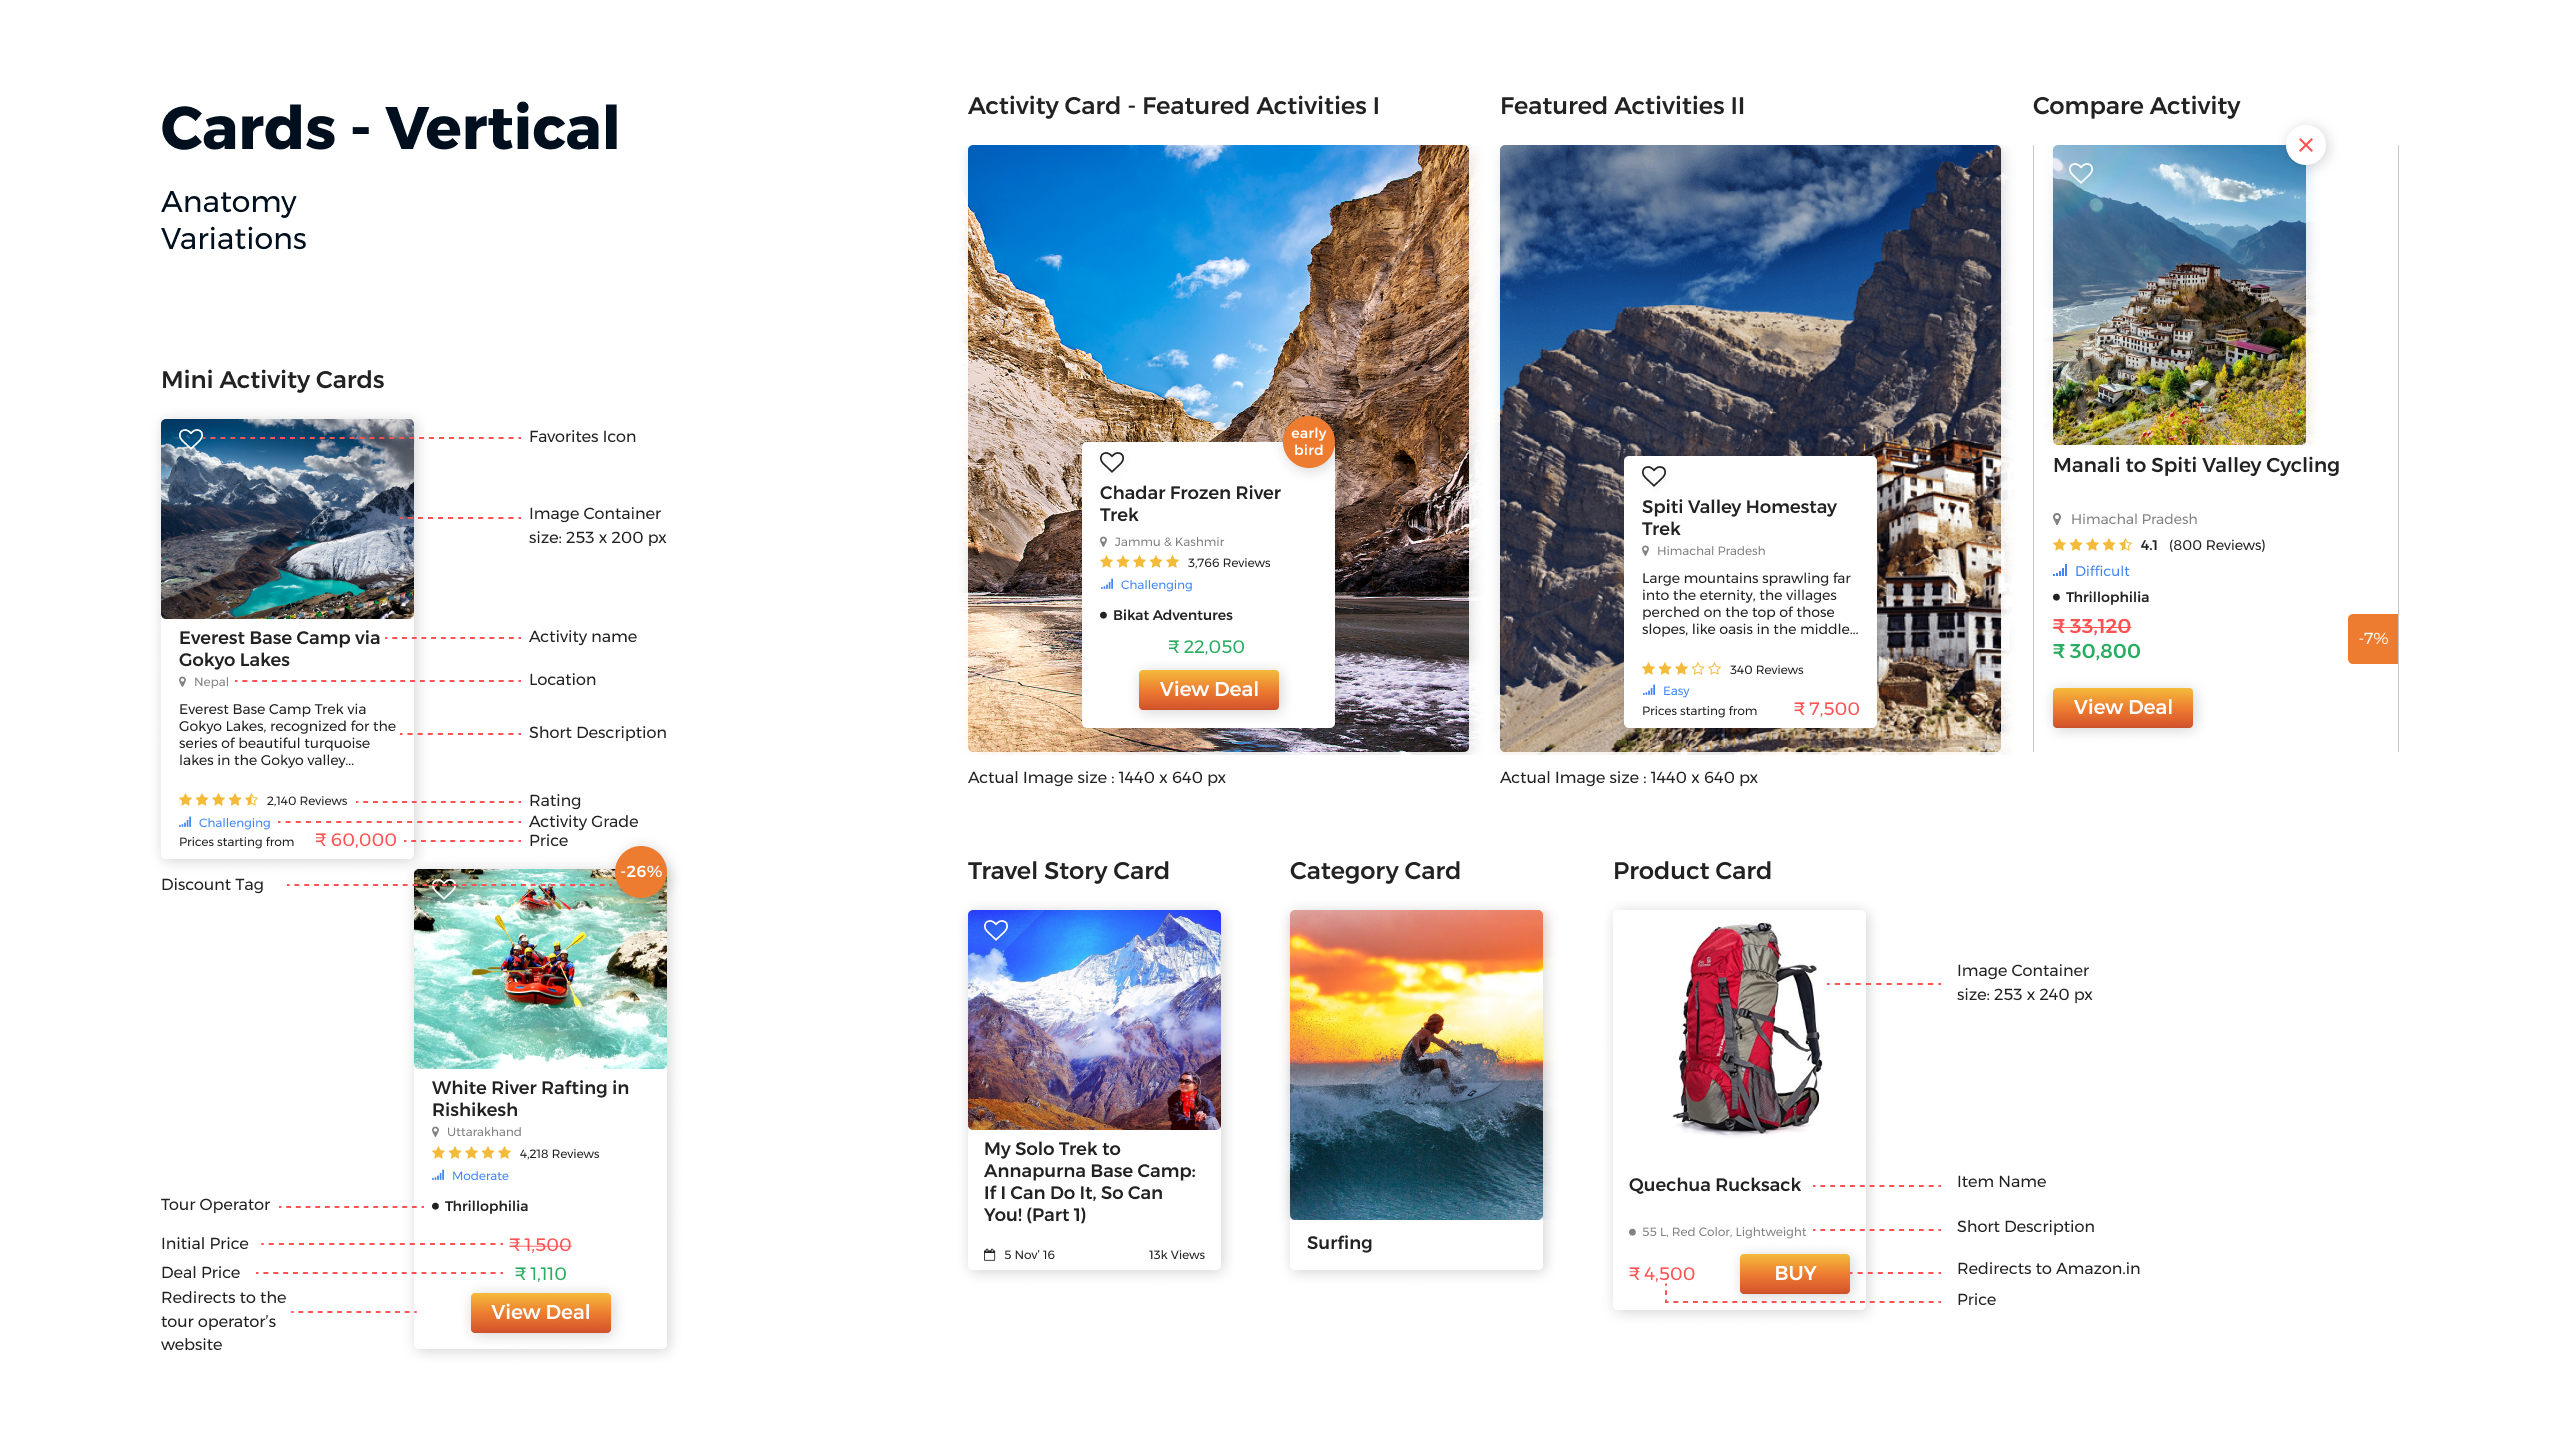 Cards - Vertical
Anatomy
Variations
Mini Activity Cards
Favorites Icon
Image Container
size: 253 x 200 px
Everest Base Camp via
Gokyo Lakes
Activity name
Nepal
Location
Everest Base Camp Trek via
Gokyo Lakes, recognized for the
series of beautiful turquoise
lakes in the Gokyo valley...
Short Description
2,140 Reviews
Rating
Challenging
Activity Grade
Prices starting from ₹ 60,000
Price
Discount Tag
-26%
White River Rafting in
Rishikesh
Uttarakhand
4,218 Reviews
Moderate
Tour Operator
Thrillophilia
Initial Price
₹ 1,500
Deal Price
₹ 1,110
Redirects to the
tour operator's
website
View Deal
Activity Card - Featured Activities I
early
bird
Chadar Frozen River
Trek
Jammu & Kashmir
3,766 Reviews
Challenging
Bikat Adventures
₹ 22,050
View Deal
Actual Image size : 1440 x 640 px
Featured Activities II
Spiti Valley Homestay
Trek
Himachal Pradesh
Large mountains sprawling far
into the eternity, the villages
perched on the top of those
slopes, like oasis in the middle...
340 Reviews
Easy
Prices starting from ₹ 7,500
Actual Image size : 1440 x 640 px
Compare Activity
Manali to Spiti Valley Cycling
Himachal Pradesh
4.1 (800 Reviews)
Difficult
Thrillophilia
₹ 33,120
₹ 30,800
-7%
View Deal
Travel Story Card
My Solo Trek to
Annapurna Base Camp:
If I Can Do It, So Can
You! (Part 1)
5 Nov' 16 13k Views
Category Card
Surfing
Product Card
Image Container
size: 253 x 240 px
Quechua Rucksack
Item Name
55 L, Red Color, Lightweight
Short Description
₹ 4,500
BUY
Redirects to Amazon.in
Price